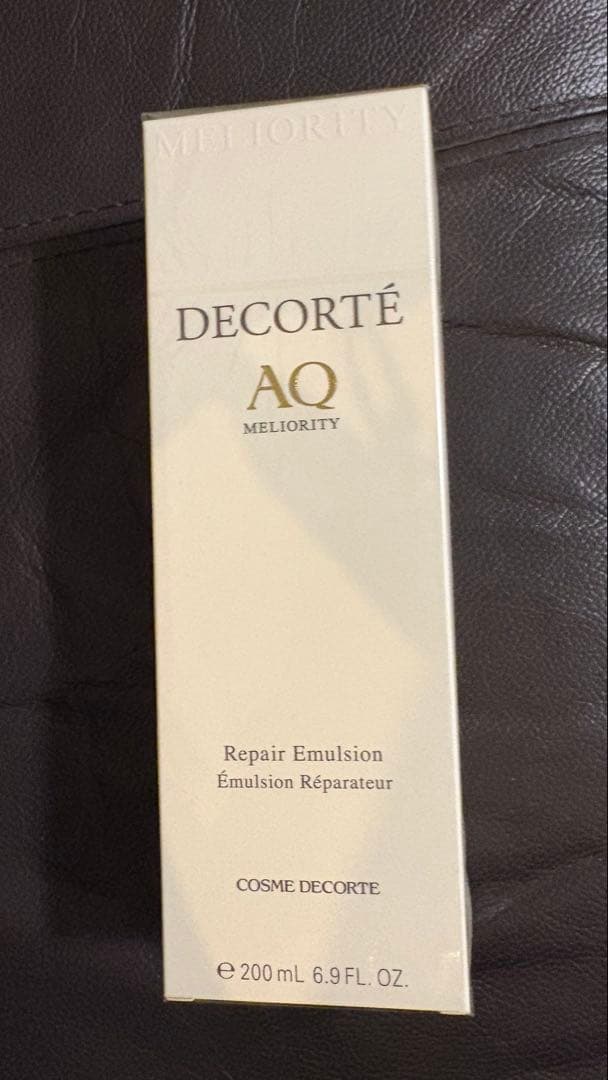 MELIORITY
DECORTÉ
AQ
MELIORITY
Repair Emulsion
Émulsion Réparateur
COSME DECORTE
℮ 200 mL 6.9 FL. OZ.